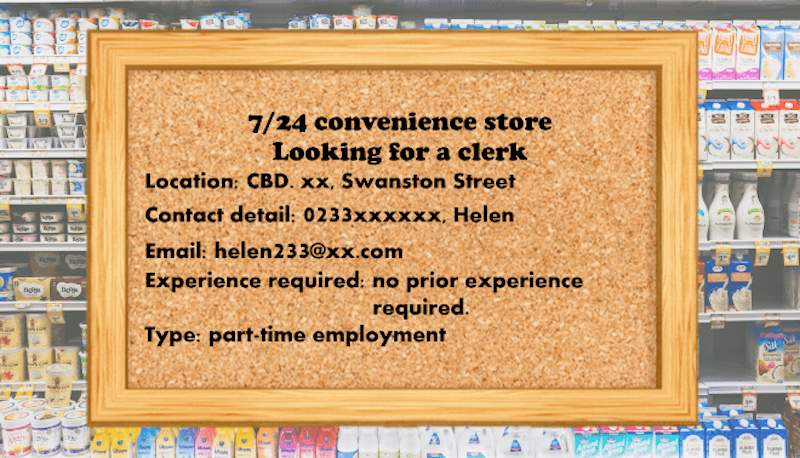 7/24 convenience store
Looking for a clerk
Location: CBD. xx, Swanston Street
Contact detail: 0233xxxxxx, Helen
Email: helen233@xx.com
Experience required: no prior experience
required.
Type: part-time employment
Silk